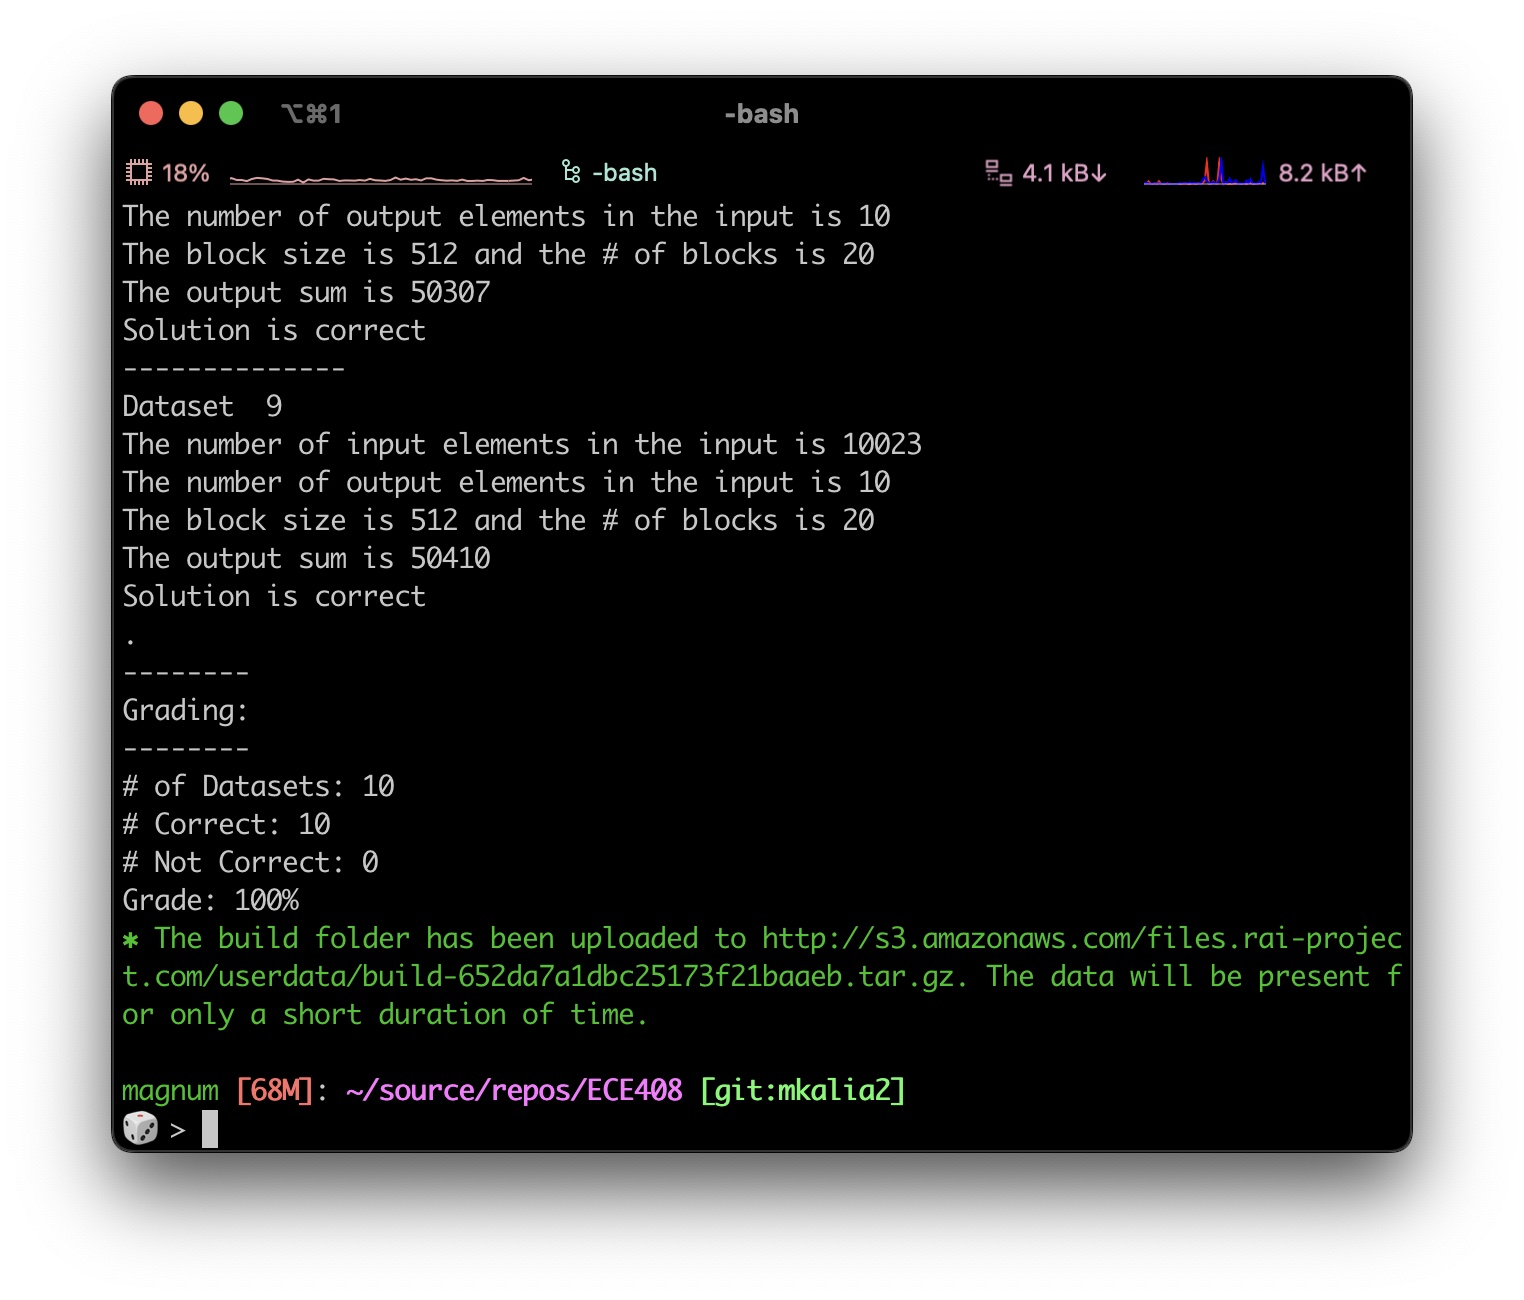 ⌥⌘1 -bash
18% -bash 4.1 kB↓ 8.2 kB↑
The number of output elements in the input is 10
The block size is 512 and the # of blocks is 20
The output sum is 50307
Solution is correct
--------------
Dataset  9
The number of input elements in the input is 10023
The number of output elements in the input is 10
The block size is 512 and the # of blocks is 20
The output sum is 50410
Solution is correct
.
--------
Grading:
--------
# of Datasets: 10
# Correct: 10
# Not Correct: 0
Grade: 100%
✱ The build folder has been uploaded to http://s3.amazonaws.com/files.rai-projec
t.com/userdata/build-652da7a1dbc25173f21baaeb.tar.gz. The data will be present f
or only a short duration of time.
magnum [68M]: ~/source/repos/ECE408 [git:mkalia2]
🎲 >